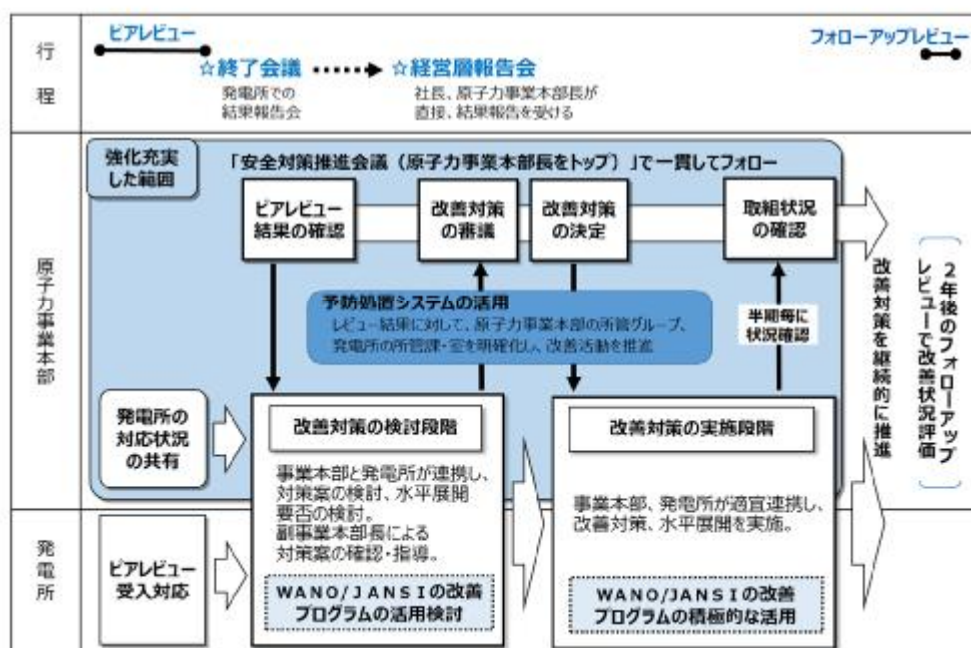 行
程
ピアレビュー
フォローアップレビュー
☆終了会議
☆経営層報告会
発電所での
結果報告会
社長、原子力事業本部長が
直接、結果報告を受ける
原子力事業本部
強化充実
した範囲
「安全対策推進会議（原子力事業本部長をトップ）」で一貫してフォロー
ピアレビュー
結果の確認
改善対策
の審議
改善対策
の決定
取組状況
の確認
予防処置システムの活用
レビュー結果に対して、原子力事業本部の所管グループ、
発電所の所管課・室を明確化し、改善活動を推進
半期毎に
状況確認
改善対策を継続的に推進
２年後のフォローアップ
レビューで改善状況評価
発電所の
対応状況
の共有
改善対策の検討段階
事業本部と発電所が連携し、
対策案の検討、水平展開
要否の検討。
副事業本部長による
対策案の確認・指導。
WANO/JANSIの改善
プログラムの活用検討
改善対策の実施段階
事業本部、発電所が適宜連携し、
改善対策、水平展開を実施。
WANO/JANSIの改善
プログラムの積極的な活用
発電所
ピアレビュー
受入対応